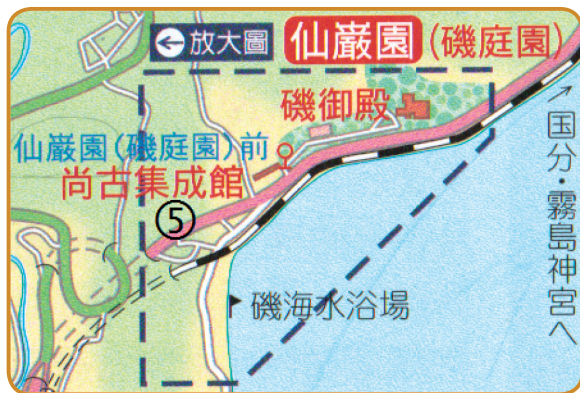 放大圖 仙巌園(磯庭園)
磯御殿
仙巌園(磯庭園)前
尚古集成館
⑤
磯海水浴場
国分・霧島神宮へ